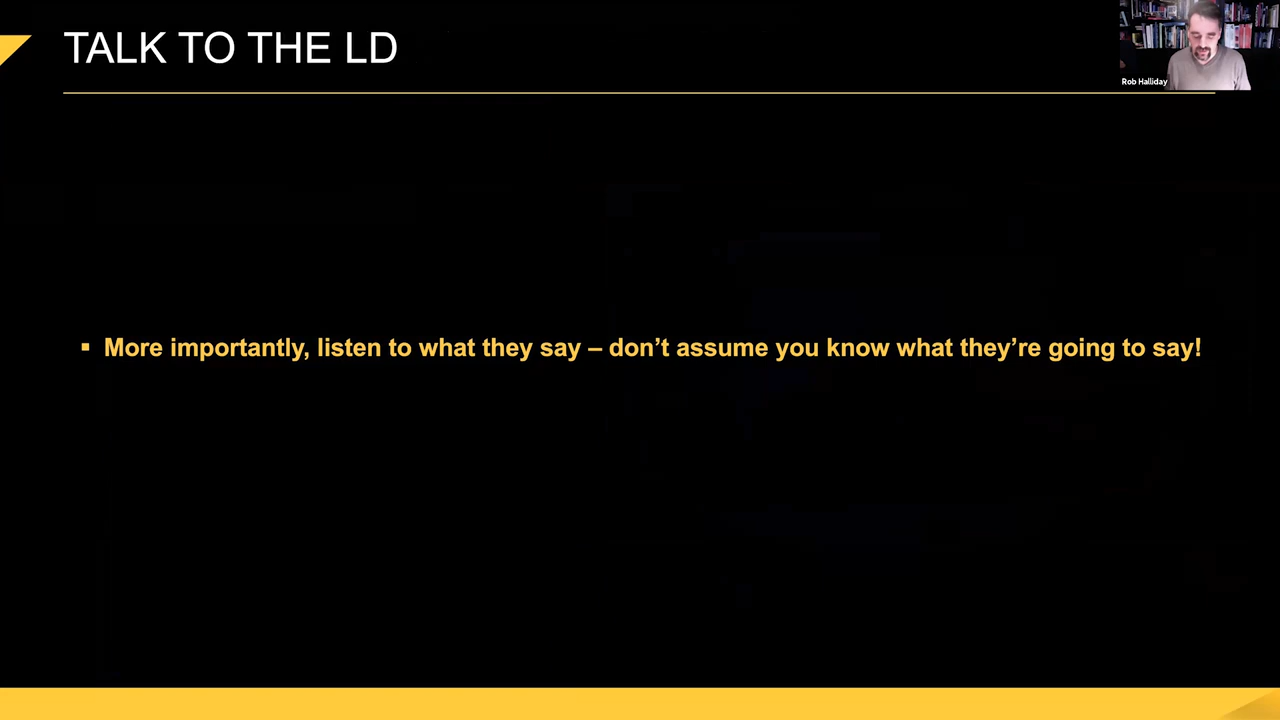 TALK TO THE LD
Rob Halliday
▪ More importantly, listen to what they say – don’t assume you know what they’re going to say!